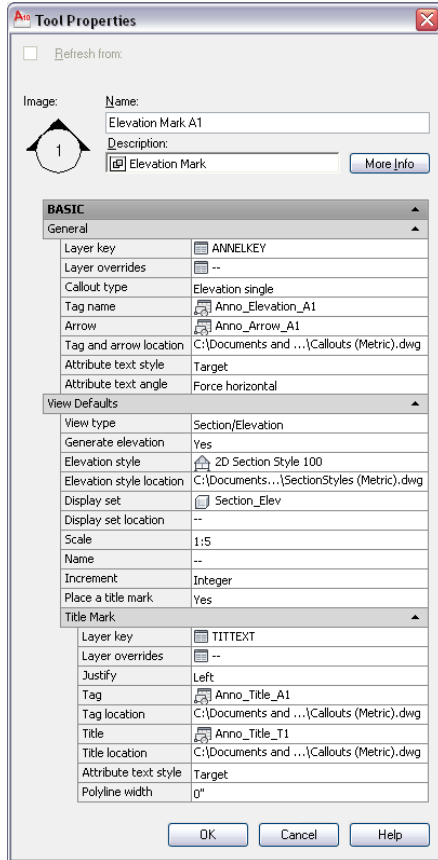 A10 Tool Properties
Refresh from:
Image:
Name:
Elevation Mark A1
1
Description:
Elevation Mark
More Info
BASIC
General
Layer key ANNELKEY
Layer overrides --
Callout type Elevation single
Tag name Anno_Elevation_A1
Arrow Anno_Arrow_A1
Tag and arrow location C:\Documents and ...\Callouts (Metric).dwg
Attribute text style Target
Attribute text angle Force horizontal
View Defaults
View type Section/Elevation
Generate elevation Yes
Elevation style 2D Section Style 100
Elevation style location C:\Documents...\SectionStyles (Metric).dwg
Display set Section_Elev
Display set location --
Scale 1:5
Name --
Increment Integer
Place a title mark Yes
Title Mark
Layer key TITTEXT
Layer overrides --
Justify Left
Tag Anno_Title_A1
Tag location C:\Documents and ...\Callouts (Metric).dwg
Title Anno_Title_T1
Title location C:\Documents and ...\Callouts (Metric).dwg
Attribute text style Target
Polyline width 0"
OK Cancel Help